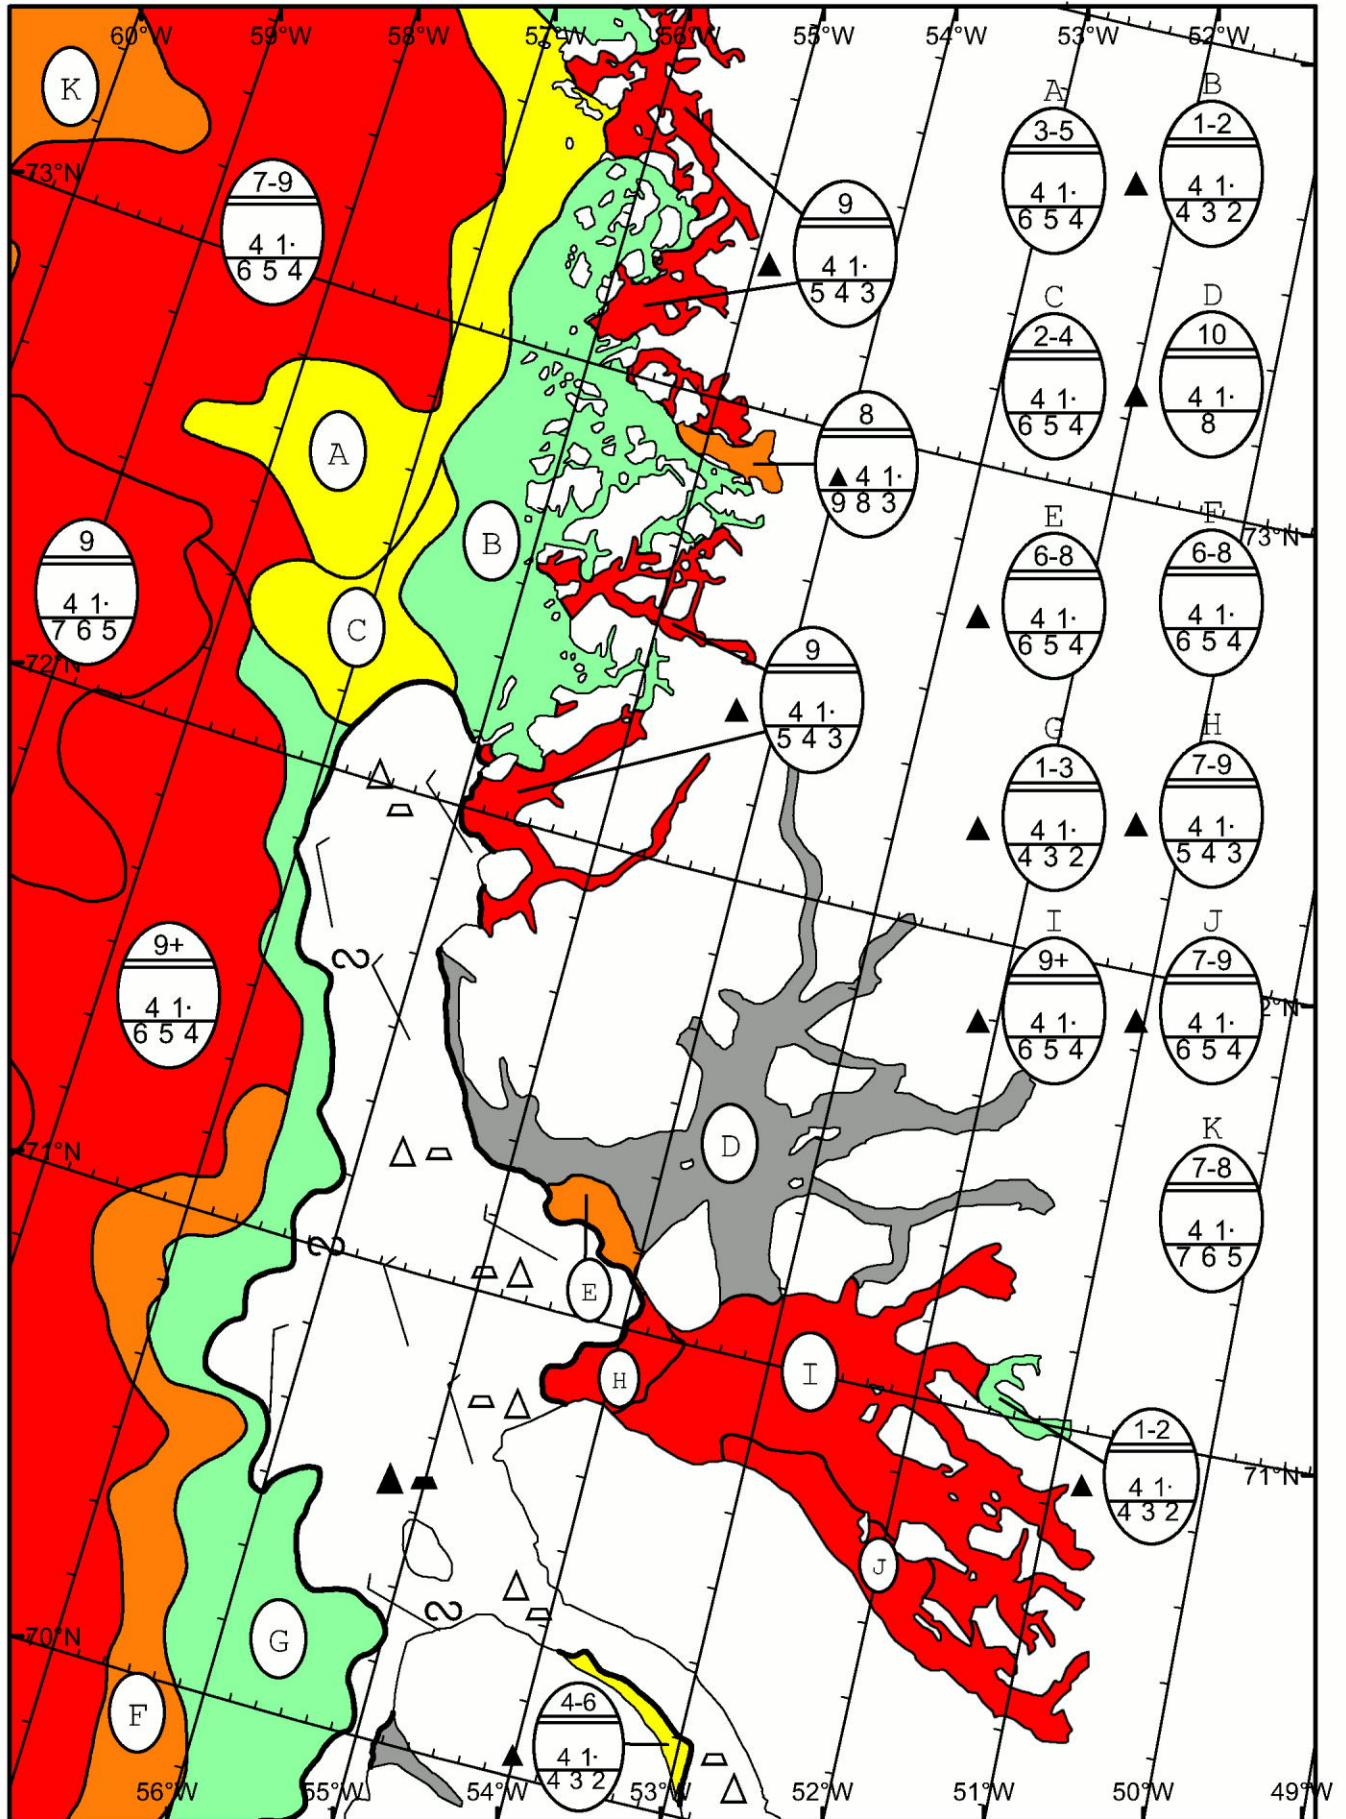 60°W 59°W 58°W 57°W 56°W 55°W 54°W 53°W 52°W
K
A
3-5
4 1·
6 5 4
B
1-2
4 1·
4 3 2
73°N
7-9
4 1·
6 5 4
9
4 1·
5 4 3
C
2-4
4 1·
6 5 4
D
10
4 1·
8
A
8
4 1·
9 8 3
B
E
6-8
4 1·
6 5 4
F
6-8
4 1·
6 5 4
73°N
9
4 1·
7 6 5
C
72°N
9
4 1·
5 4 3
G
1-3
4 1·
4 3 2
H
7-9
4 1·
5 4 3
9+
4 1·
6 5 4
I
9+
4 1·
6 5 4
J
7-9
4 1·
6 5 4
2°N
D
71°N
K
7-8
4 1·
7 6 5
E
H
I
1-2
4 1·
4 3 2
71°N
J
G
70°N
F
4-6
4 1·
4 3 2
56°W 55°W 54°W 53°W 52°W 51°W 50°W 49°W